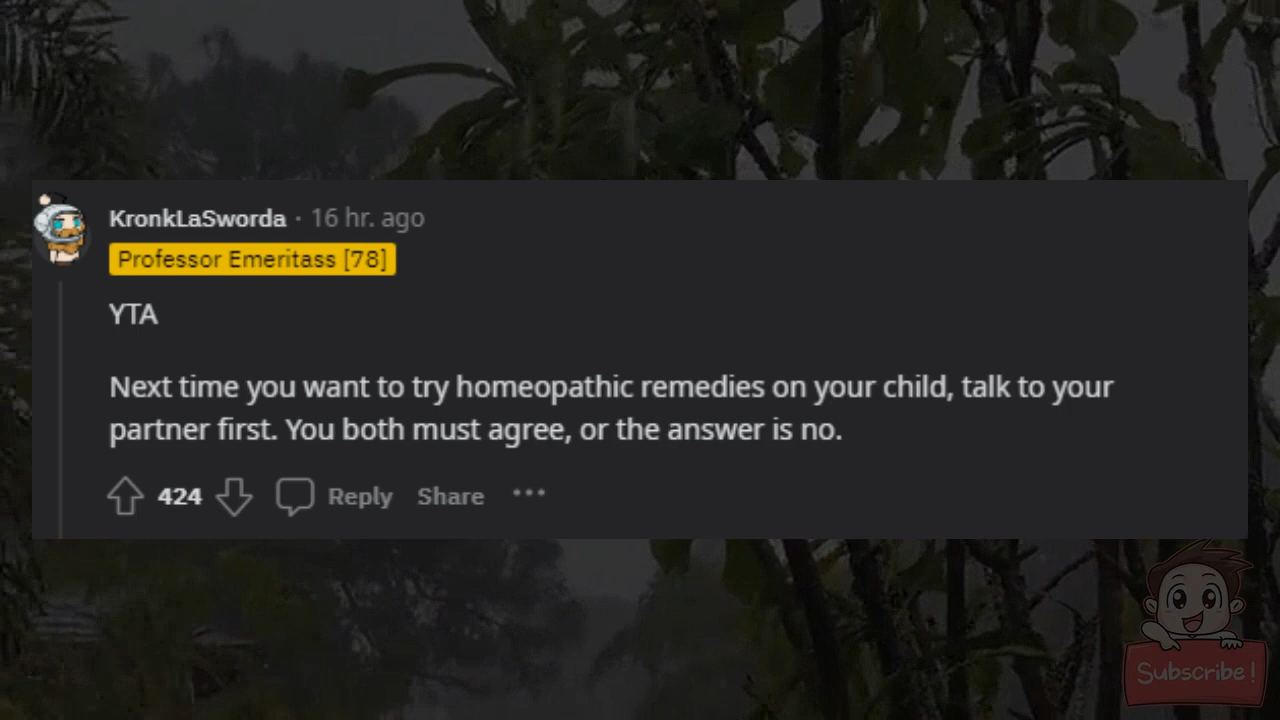 KronkLaSworda · 16 hr. ago
Professor Emeritass [78]
YTA
Next time you want to try homeopathic remedies on your child, talk to your
partner first. You both must agree, or the answer is no.
424 Reply Share ...
Subscribe!